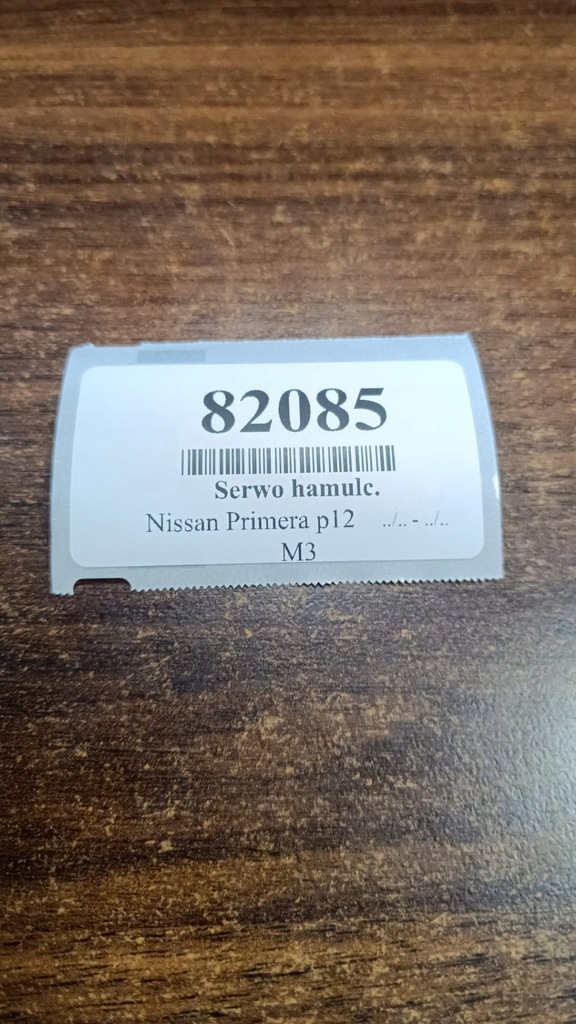 82085
Serwo hamulc.
Nissan Primera p12 ../.. - ../..
M3